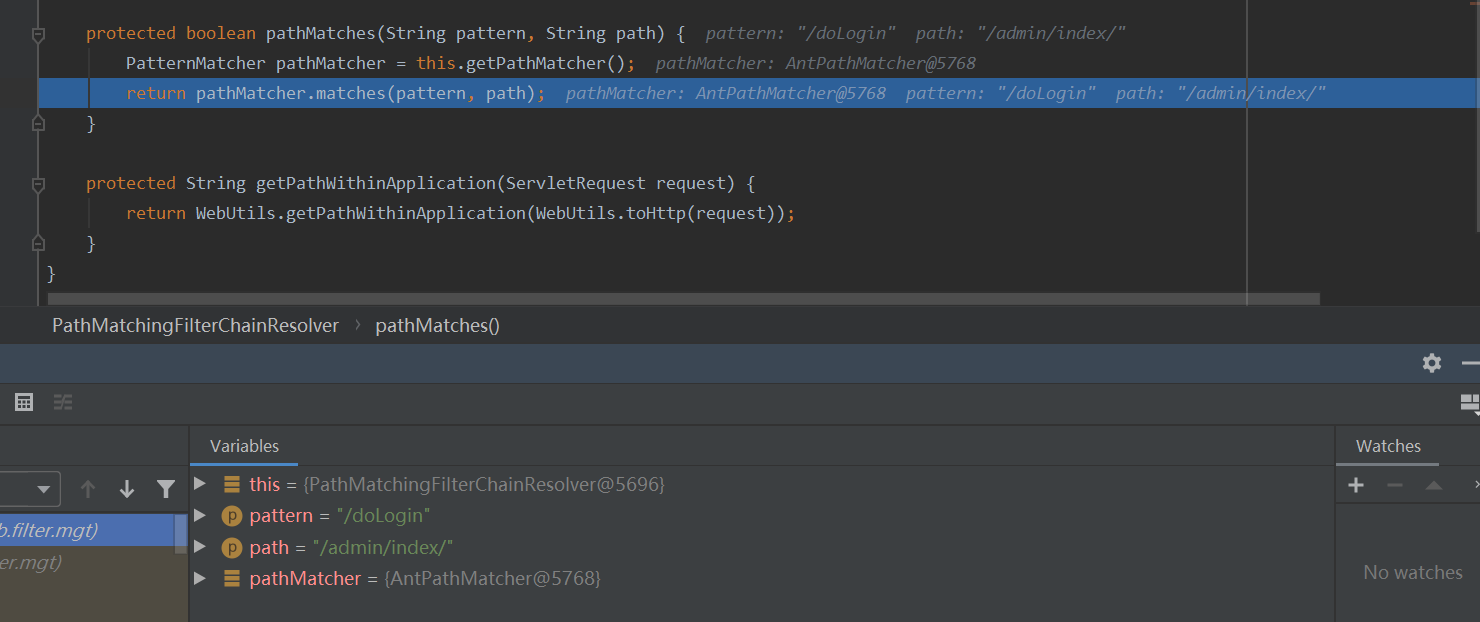 protected boolean pathMatches(String pattern, String path) {  pattern: "/doLogin"  path: "/admin/index/"
PatternMatcher pathMatcher = this.getPathMatcher();  pathMatcher: AntPathMatcher@5768
return pathMatcher.matches(pattern, path);  pathMatcher: AntPathMatcher@5768  pattern: "/doLogin"  path: "/admin/index/"
}
protected String getPathWithinApplication(ServletRequest request) {
return WebUtils.getPathWithinApplication(WebUtils.toHttp(request));
}
}
PathMatchingFilterChainResolver › pathMatches()
Variables
Watches
this = {PathMatchingFilterChainResolver@5696}
pattern = "/doLogin"
path = "/admin/index/"
pathMatcher = {AntPathMatcher@5768}
b.filter.mgt)
er.mgt)
No watches